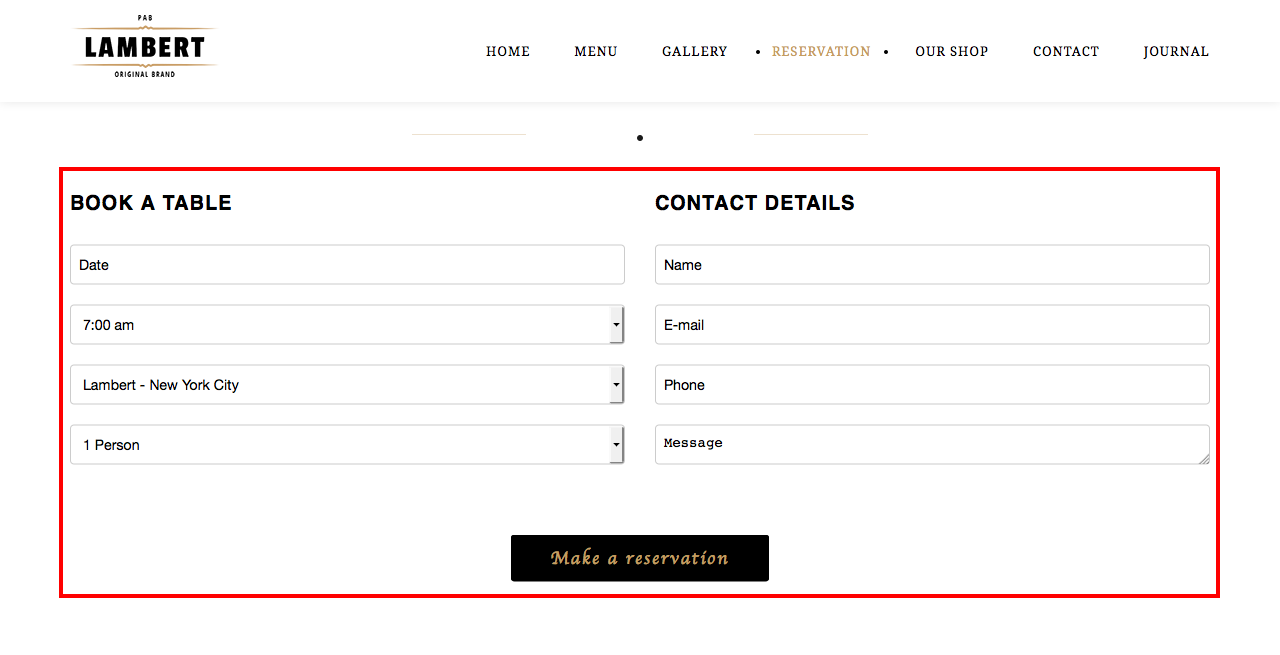 PAB
LAMBERT
ORIGINAL BRAND
HOME MENU GALLERY • RESERVATION • OUR SHOP CONTACT JOURNAL
BOOK A TABLE
Date
7:00 am
Lambert - New York City
1 Person
CONTACT DETAILS
Name
E-mail
Phone
Message
Make a reservation